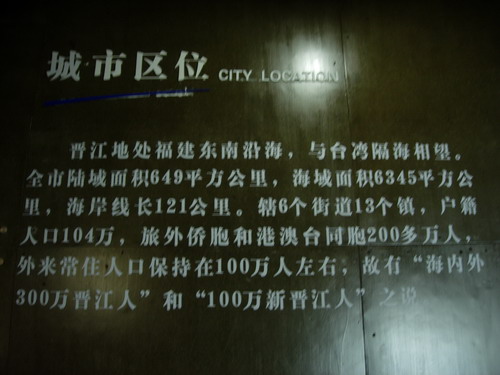 城市区位 CITY LOCATION
晋江地处福建东南沿海，与台湾隔海相望。
全市陆域面积649平方公里，海域面积6345平方公
里，海岸线长121公里。辖6个街道13个镇，户籍
人口104万，旅外侨胞和港澳台同胞200多万人，
外来常住人口保持在100万人左右；故有“海内外
300万晋江人”和“100万新晋江人”之说